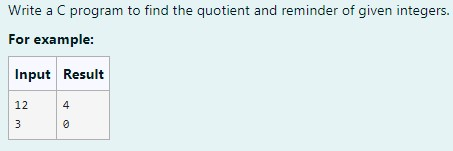 Write a C program to find the quotient and reminder of given integers.
For example:
Input Result
12 4
3 0